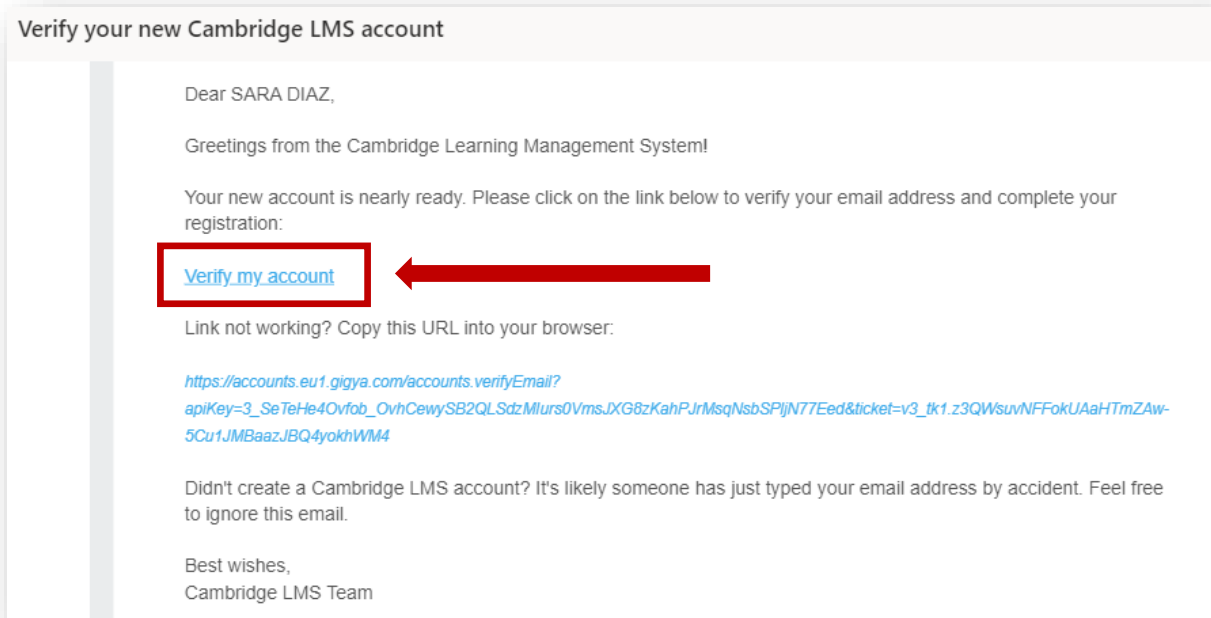 Verify your new Cambridge LMS account
Dear SARA DIAZ,
Greetings from the Cambridge Learning Management System!
Your new account is nearly ready. Please click on the link below to verify your email address and complete your
registration:
Verify my account
Link not working? Copy this URL into your browser:
https://accounts.eu1.gigya.com/accounts.verifyEmail?
apiKey=3_SeTeHe4Ovfob_OvhCewySB2QLSdzMIurs0VmsJXG8zKahPJrMsqNsbSPljN77Eed&ticket=v3_tk1.z3QWsuvNFFokUAaHTmZAw-
5Cu1JMBaazJBQ4yokhWM4
Didn't create a Cambridge LMS account? It's likely someone has just typed your email address by accident. Feel free
to ignore this email.
Best wishes,
Cambridge LMS Team